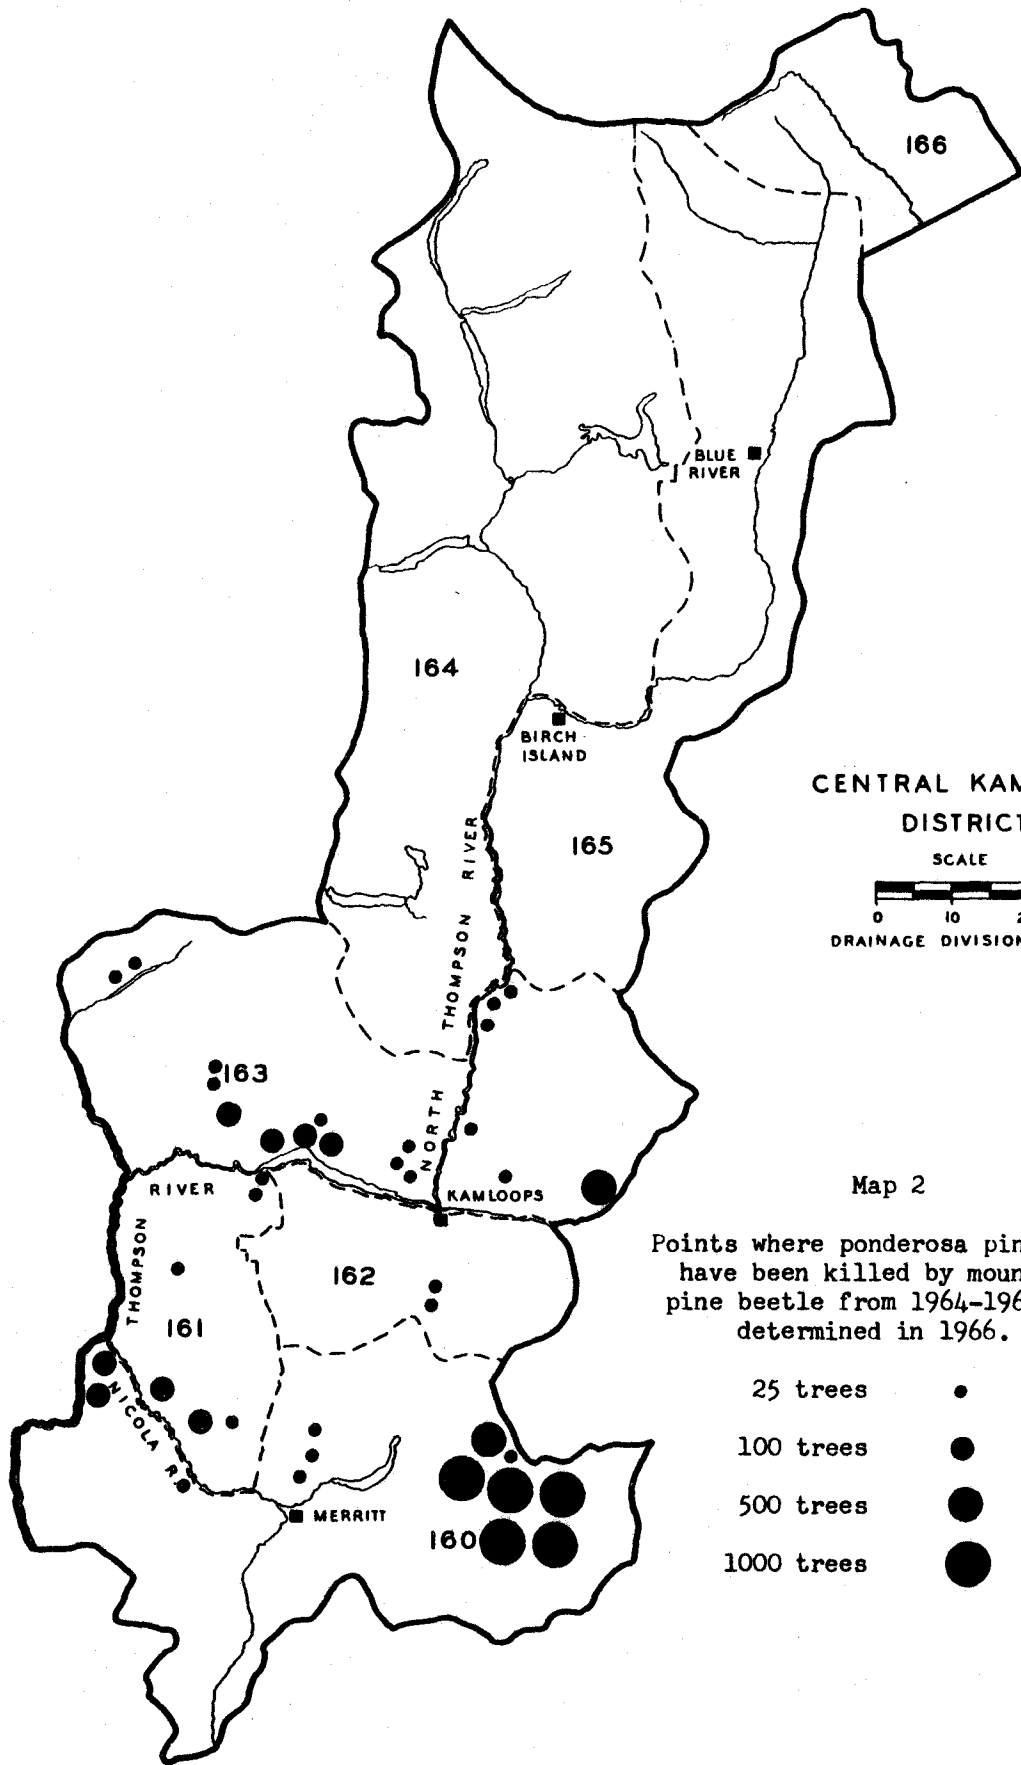 166
BLUE
RIVER
164
BIRCH
ISLAND
CENTRAL KAM
DISTRICT
SCALE
0 10 2
DRAINAGE DIVISION
165
THOMPSON RIVER
NORTH
163
RIVER
KAMLOOPS
THOMPSON
162
161
NICOLA R.
MERRITT
160
Map 2
Points where ponderosa pin
have been killed by moun
pine beetle from 1964-196
determined in 1966.
25 trees
100 trees
500 trees
1000 trees